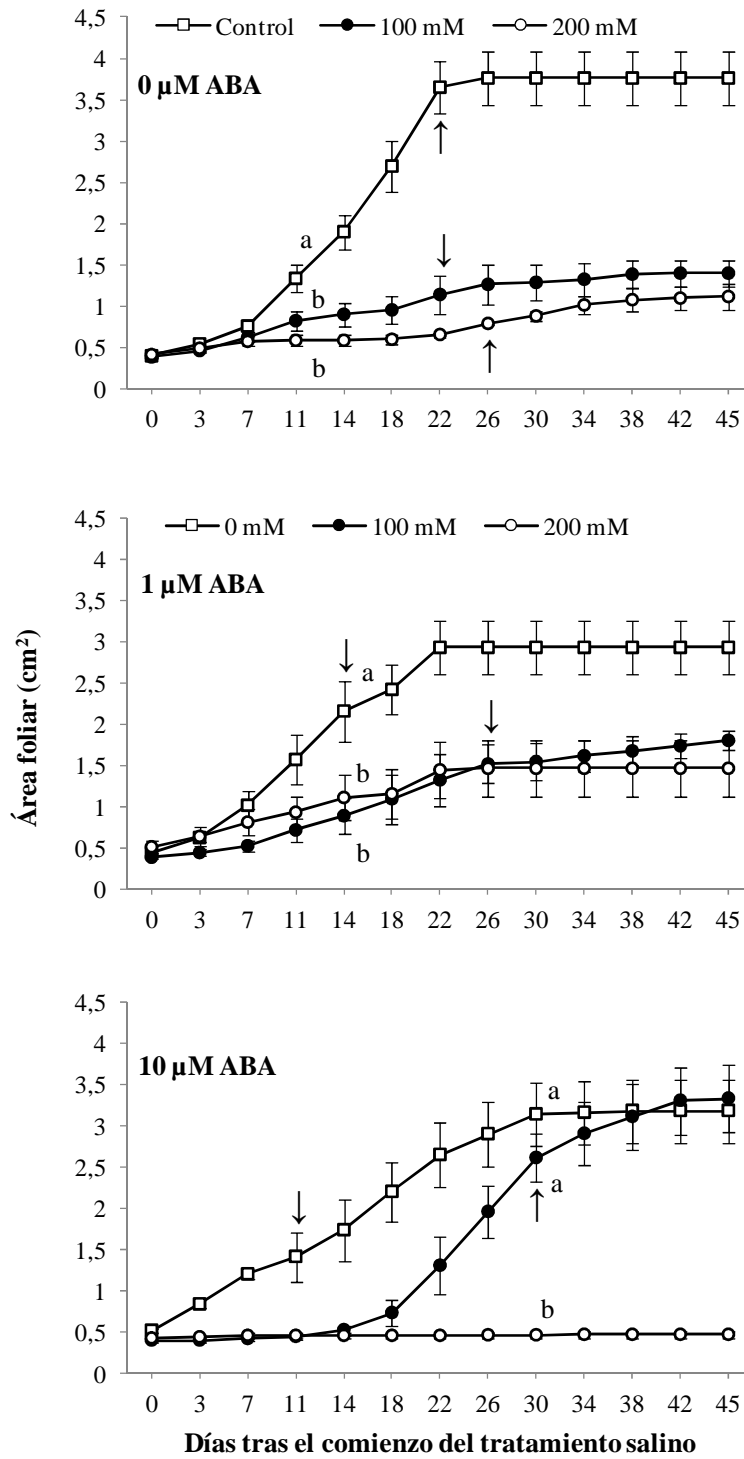 Control 100 mM 200 mM
4,5
4
3,5
3
2,5
2
1,5
1
0,5
0
0 µM ABA
a
b
b
0 3 7 11 14 18 22 26 30 34 38 42 45
0 mM 100 mM 200 mM
4,5
4
3,5
3
2,5
2
1,5
1
0,5
0
1 µM ABA
a
b
b
0 3 7 11 14 18 22 26 30 34 38 42 45
Área foliar (cm²)
4,5
4
3,5
3
2,5
2
1,5
1
0,5
0
10 µM ABA
a
a
b
0 3 7 11 14 18 22 26 30 34 38 42 45
Días tras el comienzo del tratamiento salino